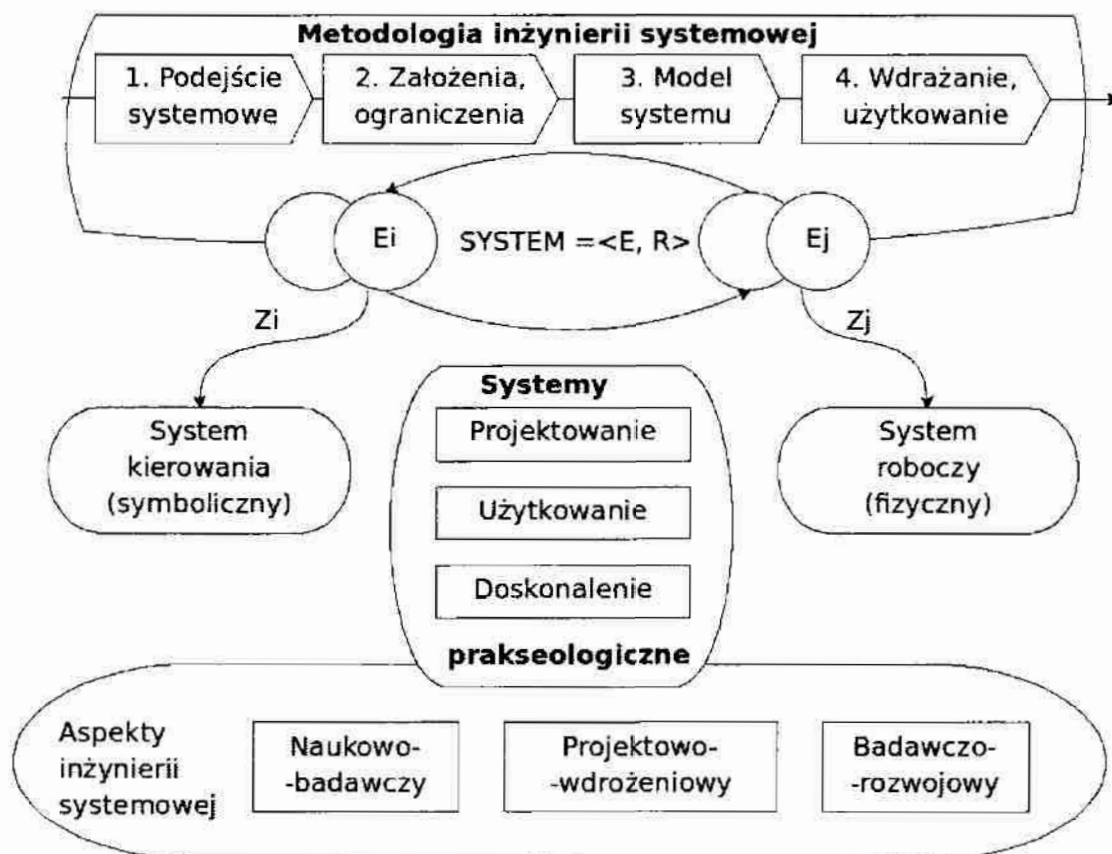 Metodologia inżynierii systemowej
1. Podejście
systemowe
2. Założenia,
ograniczenia
3. Model
systemu
4. Wdrażanie,
użytkowanie
Ei
SYSTEM =<E, R>
Ej
Zi
Zj
System
kierowania
(symboliczny)
Systemy
Projektowanie
Użytkowanie
Doskonalenie
prakseologiczne
System
roboczy
(fizyczny)
Aspekty
inżynierii
systemowej
Naukowo-
-badawczy
Projektowo-
-wdrożeniowy
Badawczo-
-rozwojowy